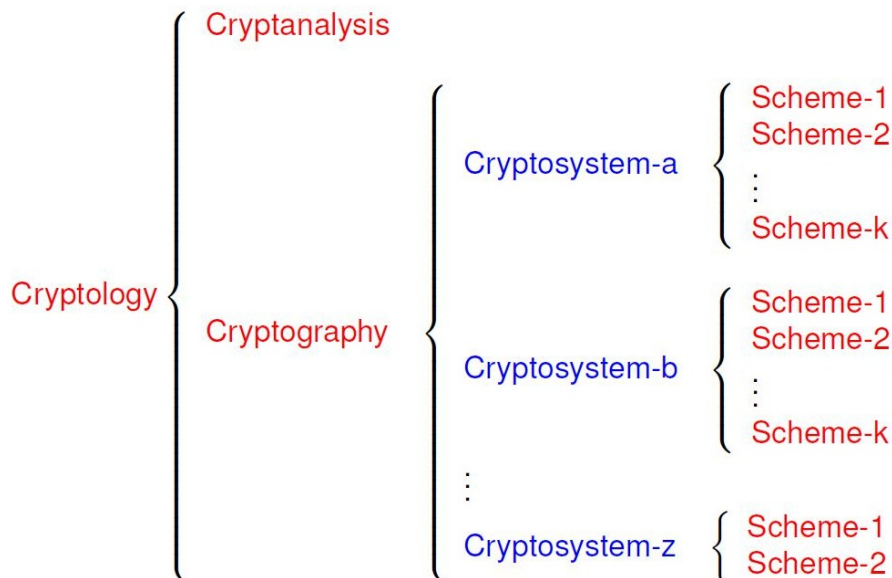 Cryptology
Cryptanalysis
Cryptography
Cryptosystem-a
Scheme-1
Scheme-2
⋮
Scheme-k
Cryptosystem-b
Scheme-1
Scheme-2
⋮
Scheme-k
⋮
Cryptosystem-z
Scheme-1
Scheme-2